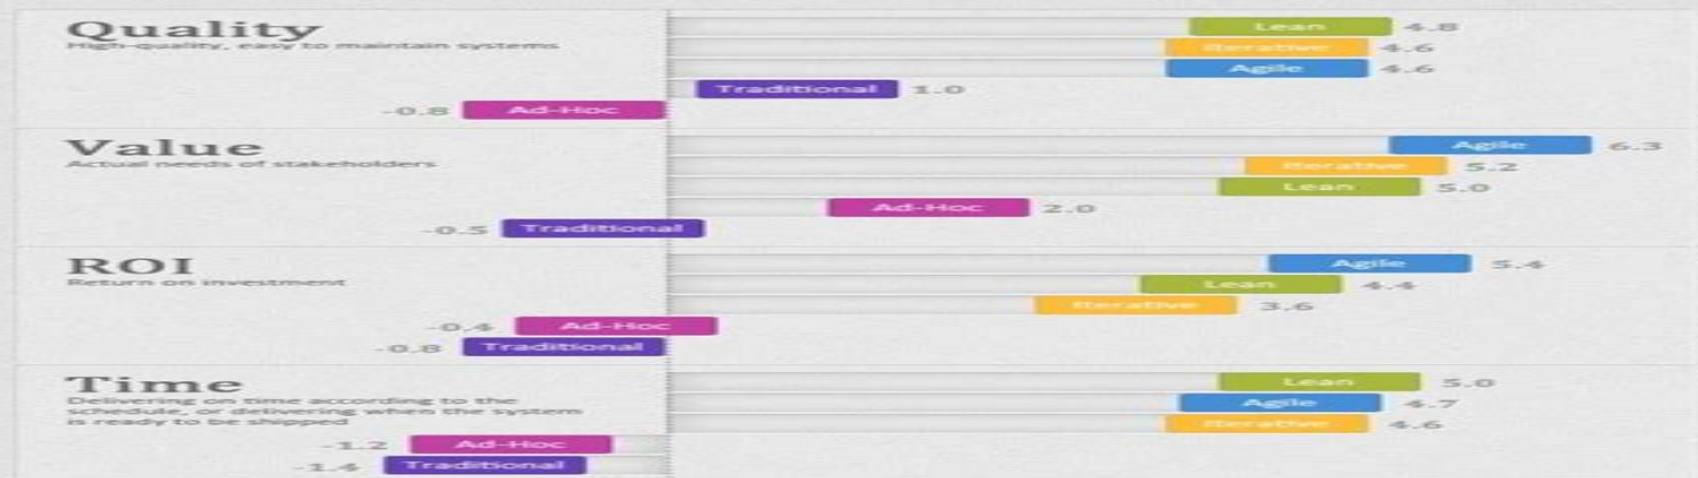 Quality
High-quality, easy to maintain systems
Lean 4.8
Iterative 4.6
Agile 4.6
Traditional 1.0
-0.8 Ad-Hoc
Value
Actual needs of stakeholders
Agile 6.3
Iterative 5.2
Lean 5.0
Ad-Hoc 2.0
-0.5 Traditional
ROI
Return on investment
Agile 5.4
Lean 4.4
Iterative 3.6
-0.4 Ad-Hoc
-0.8 Traditional
Time
Delivering on time according to the
schedule, or delivering when the system
is ready to be shipped
Lean 5.0
Agile 4.7
Iterative 4.6
-1.2 Ad-Hoc
-1.4 Traditional